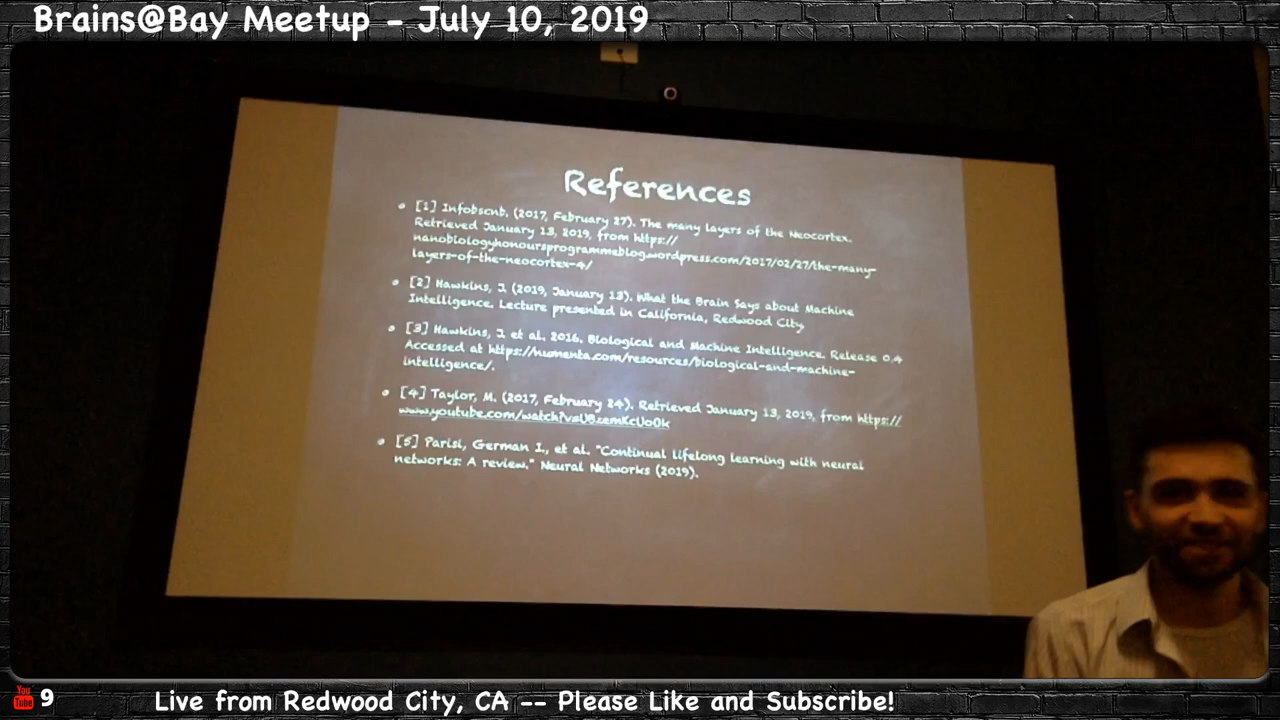 Brains@Bay Meetup - July 10, 2019
References
[1] Infobscnb. (2017, February 27). The many layers of the Neocortex.
Retrieved January 13, 2019, from https://
nanobiologyhonoursprogrammeblog.wordpress.com/2017/02/27/the-many-
layers-of-the-neocortex-4/
[2] Hawkins, J. (2019, January 13). What the Brain Says about Machine
Intelligence. Lecture presented in California, Redwood City.
[3] Hawkins, J. et al. 2016. Biological and Machine Intelligence. Release 0.4
Accessed at https://numenta.com/resources/biological-and-machine-
intelligence/.
[4] Taylor, M. (2017, February 24). Retrieved January 13, 2019, from https://
[5] Parisi, German I., et al. "Continual lifelong learning with neural
networks: A review." Neural Networks (2019).
You
Tube
9
Live from Redwood City, CA -- Please Like and Subscribe!